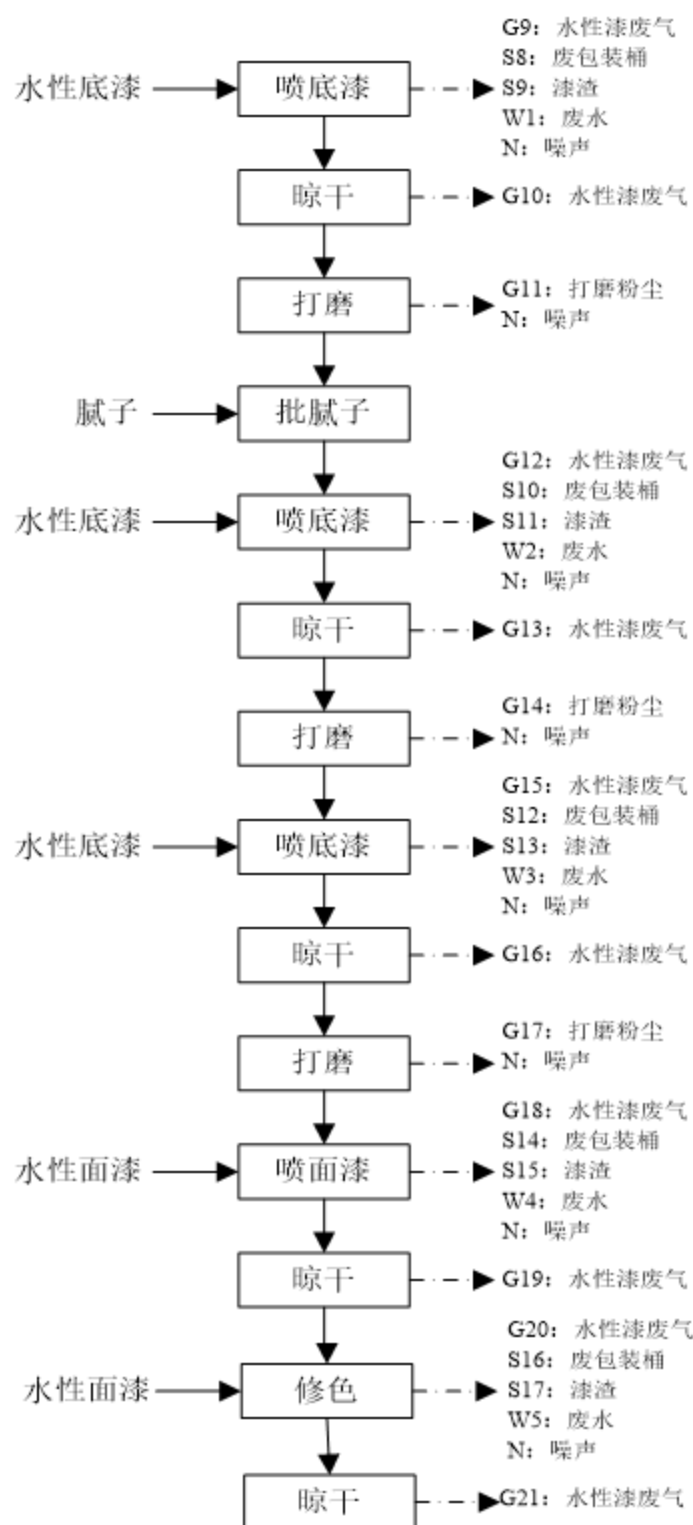 G9：水性漆废气
S8：废包装桶
水性底漆
喷底漆
S9：漆渣
W1：废水
N：噪声
晾干
G10：水性漆废气
打磨
G11：打磨粉尘
N：噪声
腻子
批腻子
G12：水性漆废气
S10：废包装桶
水性底漆
喷底漆
S11：漆渣
W2：废水
N：噪声
晾干
G13：水性漆废气
G14：打磨粉尘
打磨
N：噪声
G15：水性漆废气
S12：废包装桶
水性底漆
喷底漆
S13：漆渣
W3：废水
N：噪声
晾干
G16：水性漆废气
G17：打磨粉尘
打磨
N：噪声
G18：水性漆废气
S14：废包装桶
水性面漆
喷面漆
S15：漆渣
W4：废水
N：噪声
晾干
G19：水性漆废气
G20：水性漆废气
S16：废包装桶
水性面漆
修色
S17：漆渣
W5：废水
N：噪声
晾干
G21：水性漆废气